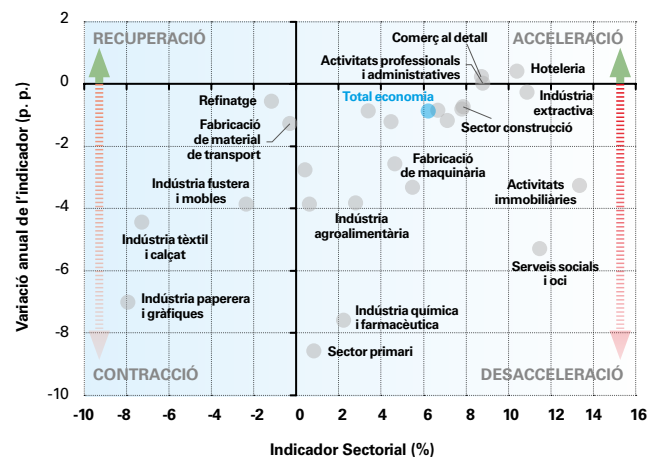 2
RECUPERACIÓ
Comerç al detall
ACCELERACIÓ
Activitats professionals
i administratives
Hoteleria
0
Refinatge
Total economia
Indústria
extractiva
Fabricació
de material
de transport
Sector construcció
-2
Fabricació
de maquinària
Indústria fustera
i mobles
Activitats
immobiliàries
-4
Indústria
agroalimentària
Indústria tèxtil
i calçat
Serveis socials
i oci
-6
Indústria paperera
i gràfiques
Indústria química
i farmacèutica
-8
Sector primari
CONTRACCIÓ
DESACCELERACIÓ
-10
-10 -8 -6 -4 -2 0 2 4 6 8 10 12 14 16
Variació anual de l’indicador (p. p.)
Indicador Sectorial (%)